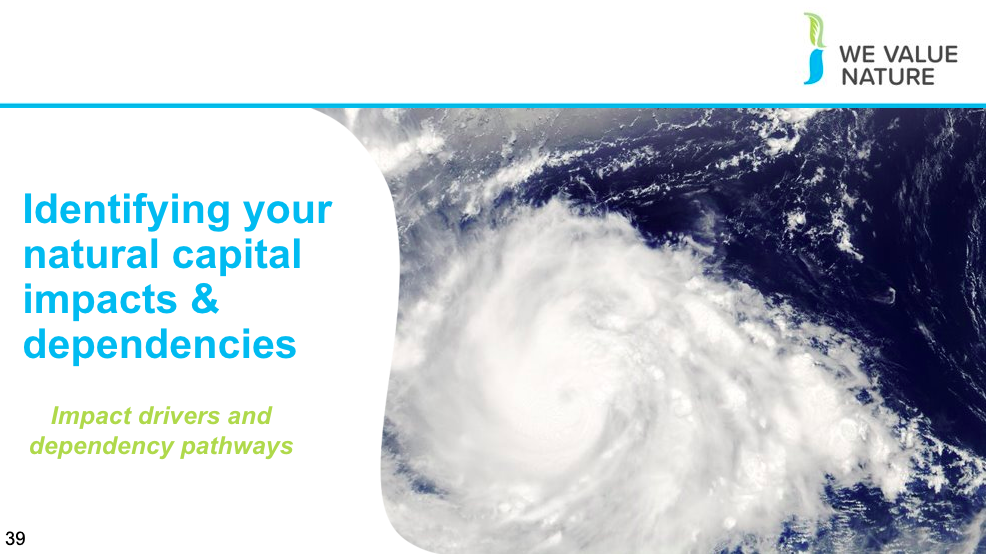 WE VALUE
NATURE
Identifying your
natural capital
impacts &
dependencies
Impact drivers and
dependency pathways
39